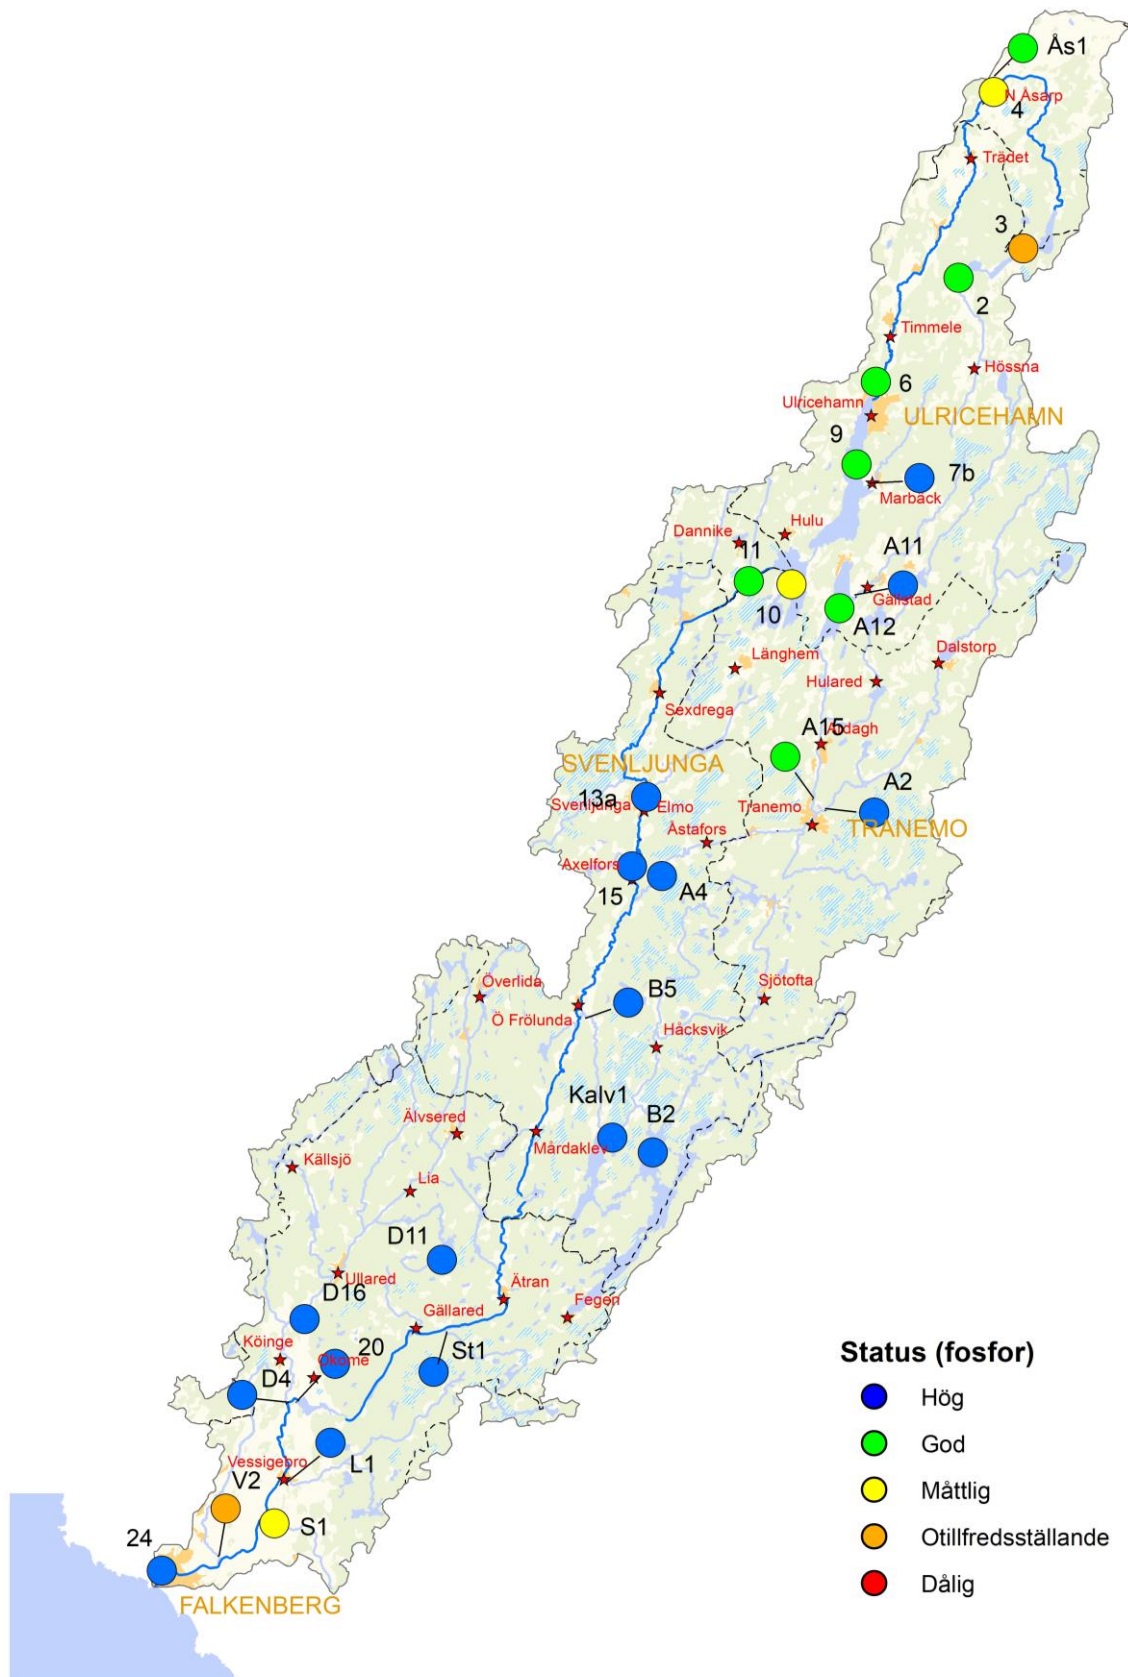 Ås1
N Åsarp
4
Trädet
3
2
Timmele
Hössna
6
Ulricehamn
ULRICEHAMN
9
7b
Marbäck
Hulu
Dannike
11
A11
Gällstad
10
A12
Dalstorp
Länghem
Hulared
Sexdrega
A15
SVENLJUNGA
A2
13a
Svenljunga
Elmo
Tranemo
TRANEMO
Åstafors
Axelfors
15
A4
Överlida
B5
Sjötofta
Ö Frölunda
Håcksvik
Kalv1
B2
Älvsered
Mårdaklev
Källsjö
Lia
D11
Ullared
Ätran
D16
Gällared
Fegen
Köinge
20
St1
Status (fosfor)
Okome
D4
Hög
God
L1
Vessigebro
V2
Måttlig
S1
24
Otillfredsställande
Dålig
FALKENBERG